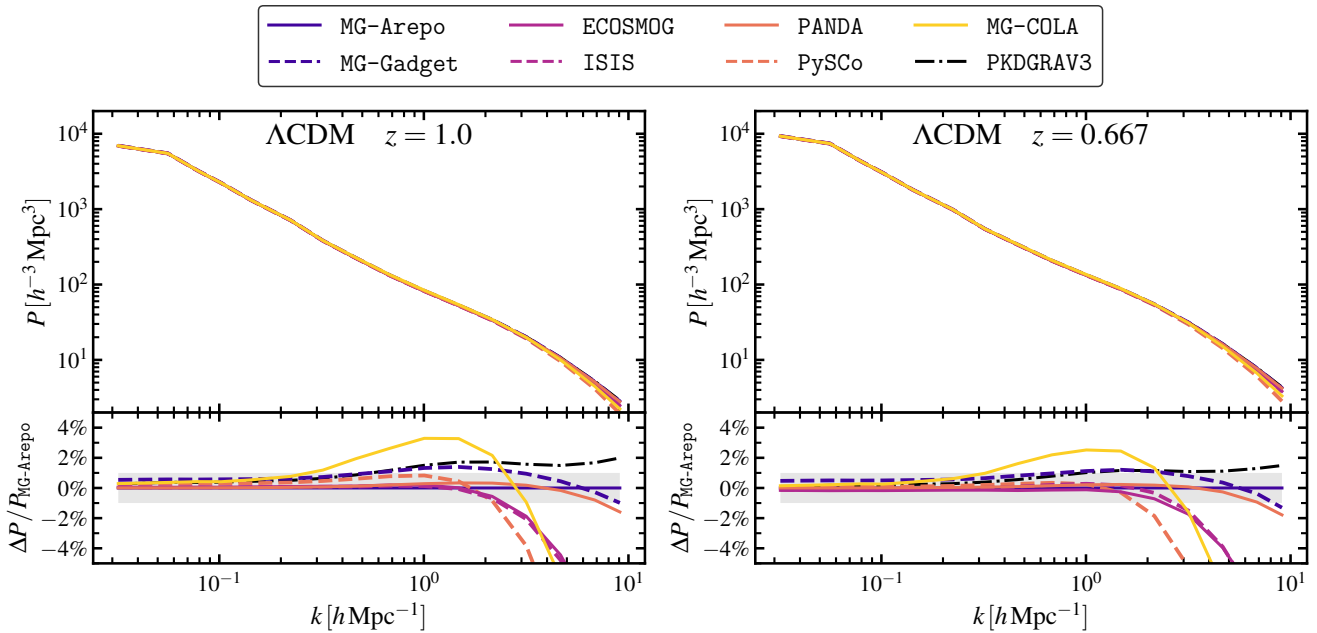 MG-Arepo ECOSMOG PANDA MG-COLA
MG-Gadget ISIS PySCo PKDGRAV3
ΛCDM z = 1.0
10⁴
10³
10²
10¹
P [h⁻³ Mpc³]
4%
2%
0%
−2%
−4%
ΔP / P_MG-Arepo
10⁻¹ 10⁰ 10¹
k [h Mpc⁻¹]
ΛCDM z = 0.667
10⁴
10³
10²
10¹
P [h⁻³ Mpc³]
4%
2%
0%
−2%
−4%
ΔP / P_MG-Arepo
10⁻¹ 10⁰ 10¹
k [h Mpc⁻¹]